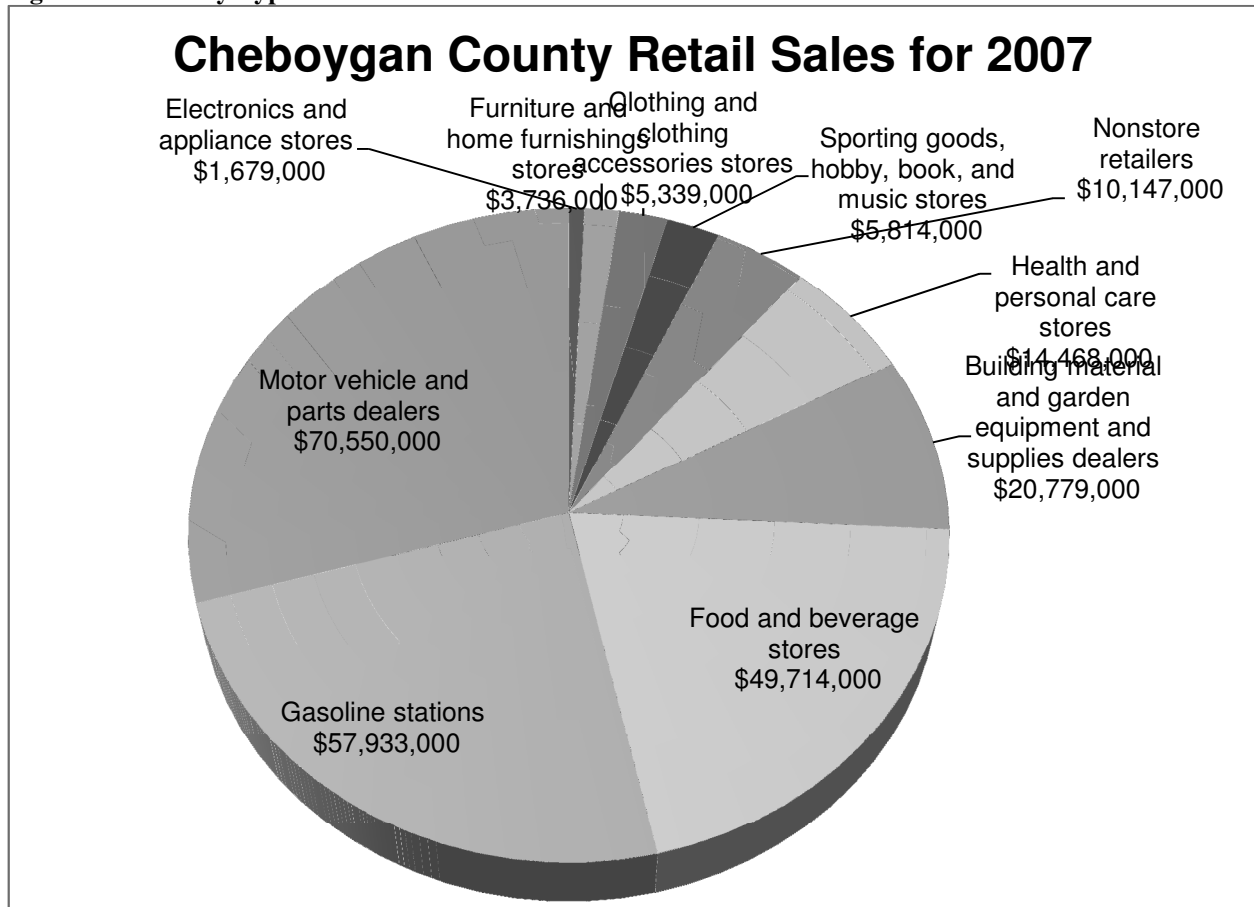 Cheboygan County Retail Sales for 2007
Electronics and
appliance stores
$1,679,000
Furniture and
home furnishings
stores
$3,736,000
Clothing and
clothing
accessories stores
$5,339,000
Sporting goods,
hobby, book, and
music stores
$5,814,000
Nonstore
retailers
$10,147,000
Health and
personal care
stores
$14,468,000
Building material
and garden
equipment and
supplies dealers
$20,779,000
Motor vehicle and
parts dealers
$70,550,000
Food and beverage
stores
$49,714,000
Gasoline stations
$57,933,000